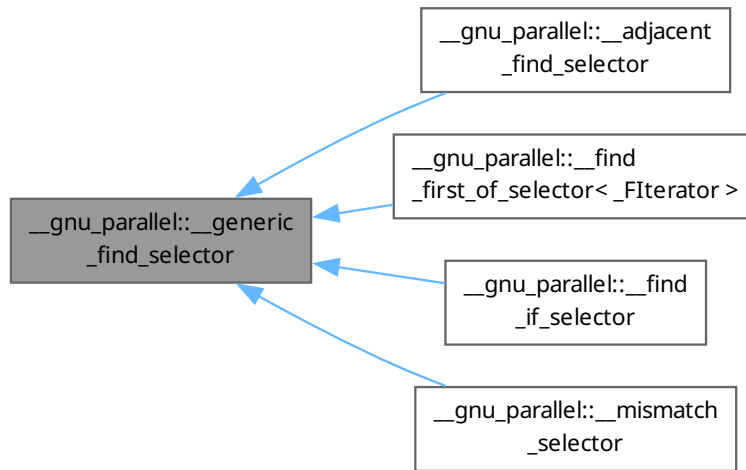 __gnu_parallel::__adjacent
_find_selector
__gnu_parallel::__find
_first_of_selector< _FIterator >
__gnu_parallel::__generic
_find_selector
__gnu_parallel::__find
_if_selector
__gnu_parallel::__mismatch
_selector